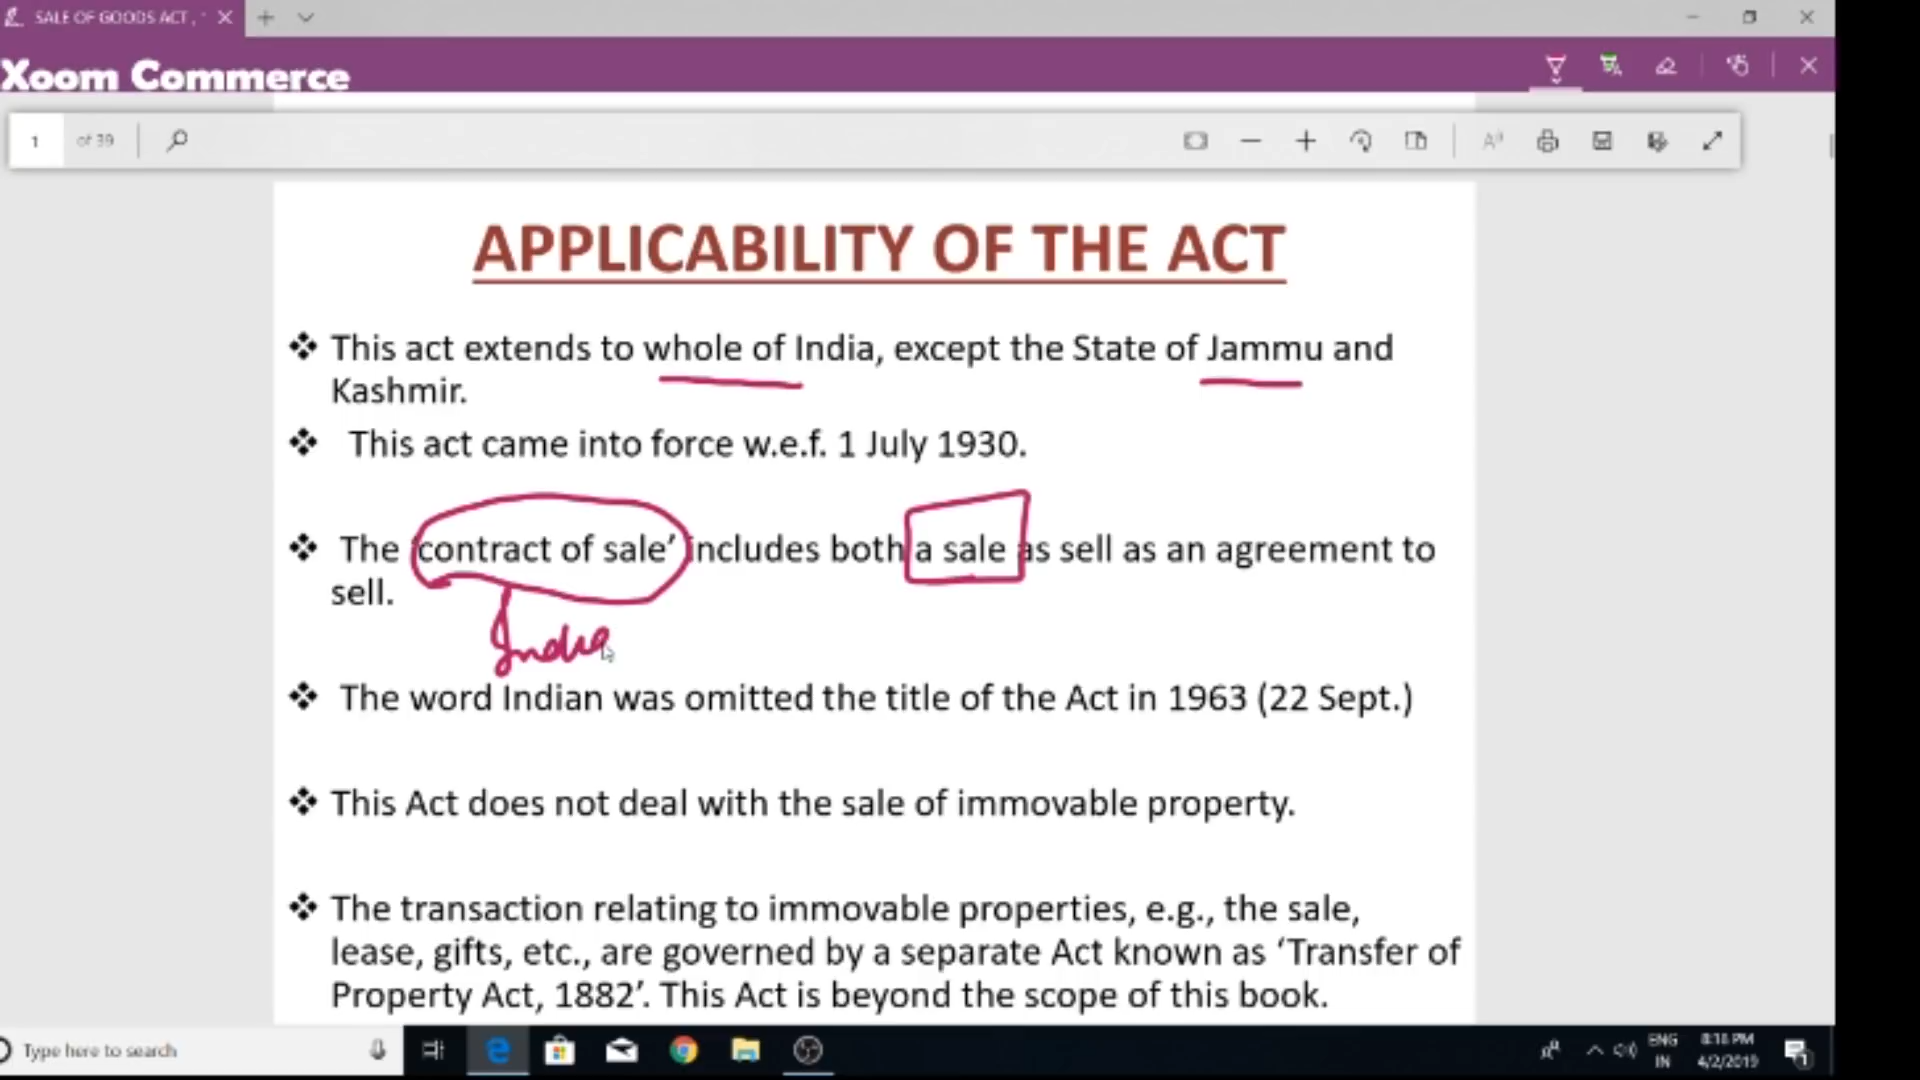 SALE OF GOODS ACT ,
Xoom Commerce
1 of 39
APPLICABILITY OF THE ACT
❖ This act extends to whole of India, except the State of Jammu and
Kashmir.
❖ This act came into force w.e.f. 1 July 1930.
❖ The ‘contract of sale’ includes both a sale as sell as an agreement to
sell.
India
❖ The word Indian was omitted the title of the Act in 1963 (22 Sept.)
❖ This Act does not deal with the sale of immovable property.
❖ The transaction relating to immovable properties, e.g., the sale,
lease, gifts, etc., are governed by a separate Act known as ‘Transfer of
Property Act, 1882’. This Act is beyond the scope of this book.
Type here to search
ENG
IN
8:18 PM
4/2/2019
1